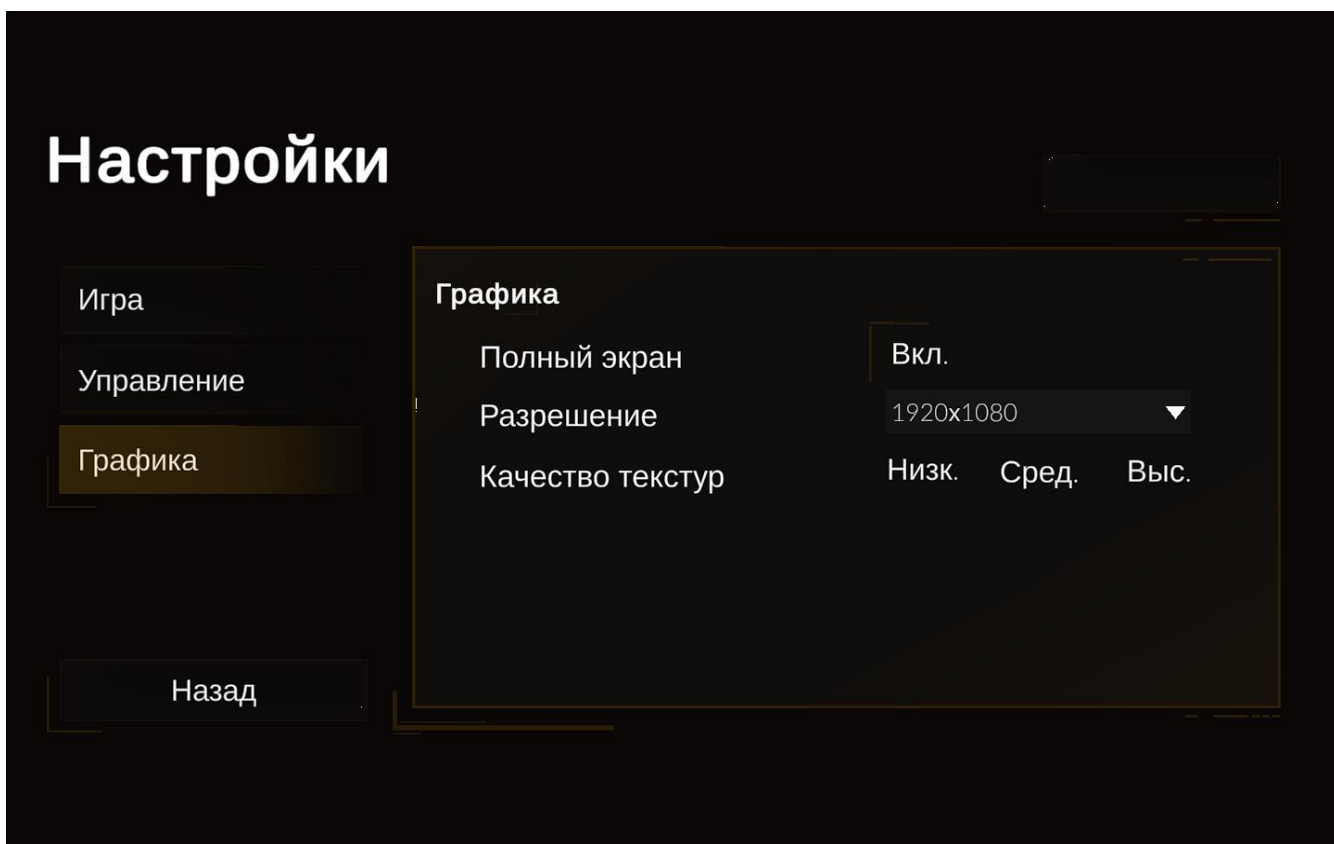 Настройки
Игра
Управление
Графика
Назад
Графика
Полный экран Вкл.
Разрешение 1920x1080
Качество текстур Низк. Сред. Выс.